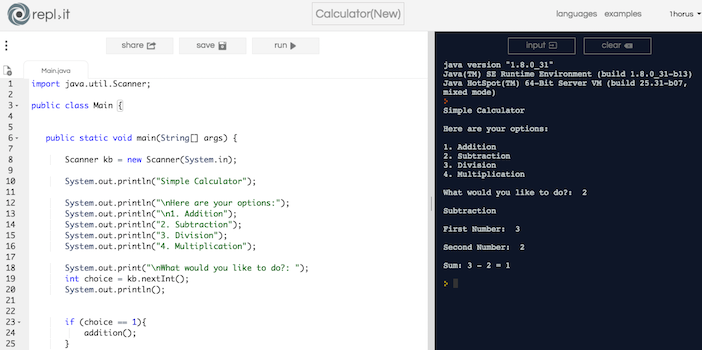 repl.it
Calculator(New)
languages examples 1horus
share save run
input clear
Main.java
1 import java.util.Scanner;
2
3 public class Main {
4
5
6 public static void main(String[] args) {
7
8 Scanner kb = new Scanner(System.in);
9
10 System.out.println("Simple Calculator");
11
12 System.out.println("\nHere are your options:");
13 System.out.println("\n1. Addition");
14 System.out.println("2. Subtraction");
15 System.out.println("3. Division");
16 System.out.println("4. Multiplication");
17
18 System.out.print("\nWhat would you like to do?: ");
19 int choice = kb.nextInt();
20 System.out.println();
21
22
23 if (choice == 1){
24 addition();
25 }
java version "1.8.0_31"
Java(TM) SE Runtime Environment (build 1.8.0_31-b13)
Java HotSpot(TM) 64-Bit Server VM (build 25.31-b07,
mixed mode)
Simple Calculator
Here are your options:
1. Addition
2. Subtraction
3. Division
4. Multiplication
What would you like to do?: 2
Subtraction
First Number: 3
Second Number: 2
Sum: 3 - 2 = 1